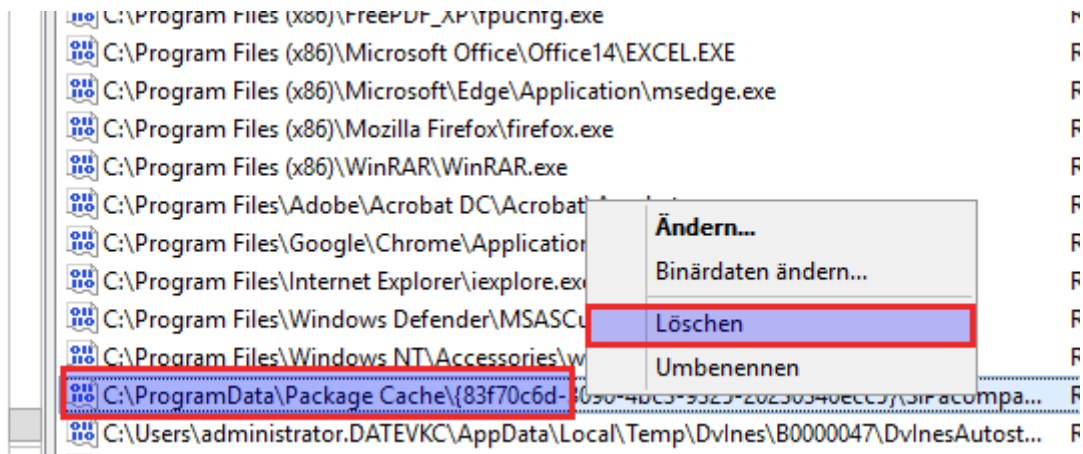 C:\Program Files (x86)\FreePDF_XP\fpucnfg.exe
C:\Program Files (x86)\Microsoft Office\Office14\EXCEL.EXE
C:\Program Files (x86)\Microsoft\Edge\Application\msedge.exe
C:\Program Files (x86)\Mozilla Firefox\firefox.exe
C:\Program Files (x86)\WinRAR\WinRAR.exe
C:\Program Files\Adobe\Acrobat DC\Acrobat\
C:\Program Files\Google\Chrome\Application
C:\Program Files\Internet Explorer\iexplore.exe
C:\Program Files\Windows Defender\MSASCu
C:\Program Files\Windows NT\Accessories\w
C:\ProgramData\Package Cache\{83f70c6d-
C:\Users\administrator.DATEVKC\AppData\Local\Temp\DvInes\B0000047\DvInesAutost...
Ändern...
Binärdaten ändern...
Löschen
Umbenennen